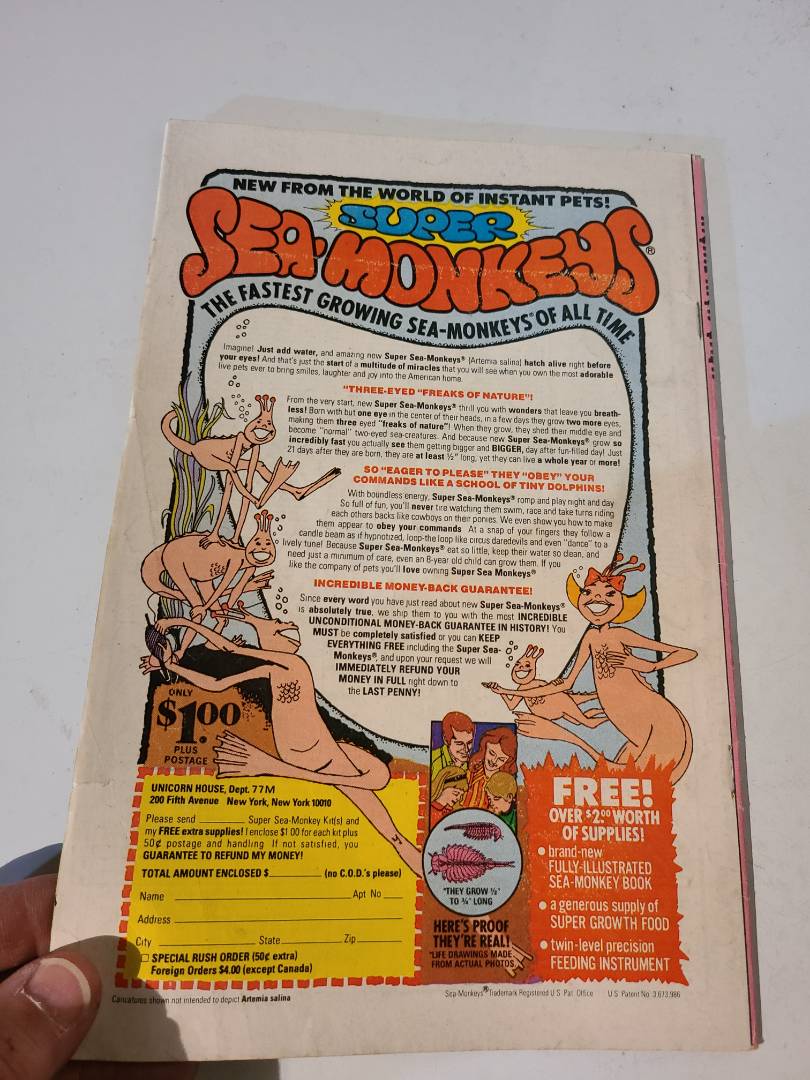 NEW FROM THE WORLD OF INSTANT PETS!
SUPER
SEA-MONKEYS®
THE FASTEST GROWING SEA-MONKEYS® OF ALL TIME
Imagine! Just add water, and amazing new Super Sea-Monkeys® (Artemia salina) hatch alive right before
your eyes! And that's just the start of a multitude of miracles that you will see when you own the most adorable
live pets ever to bring smiles, laughter and joy into the American home.
"THREE-EYED "FREAKS OF NATURE"!
From the very start, new Super Sea-Monkeys® thrill you with wonders that leave you breath-
less! Born with but one eye in the center of their heads, in a few days they grow two more eyes,
making them three eyed "freaks of nature"! When they grow, they shed their middle eye and
become "normal" two-eyed sea-creatures. And because new Super Sea-Monkeys® grow so
incredibly fast you actually see them getting bigger and BIGGER, day after fun-filled day! Just
21 days after they are born, they are at least ½" long, yet they can live a whole year or more!
SO "EAGER TO PLEASE" THEY "OBEY" YOUR
COMMANDS LIKE A SCHOOL OF TINY DOLPHINS!
With boundless energy, Super Sea-Monkeys® romp and play night and day
So full of fun, you'll never tire watching them swim, race and take turns riding
each others backs like cowboys on their ponies. We even show you how to make
them appear to obey your commands At a snap of your fingers they follow a
candle beam as if hypnotized, loop-the loop like circus daredevils and even "dance" to a
lively tune! Because Super Sea-Monkeys® eat so little, keep their water so clean, and
need just a minimum of care, even an 8-year old child can grow them. If you
like the company of pets you'll love owning Super Sea Monkeys®
INCREDIBLE MONEY-BACK GUARANTEE!
Since every word you have just read about new Super Sea-Monkeys®
is absolutely true, we ship them to you with the most INCREDIBLE
UNCONDITIONAL MONEY-BACK GUARANTEE IN HISTORY! You
MUST be completely satisfied or you can KEEP
EVERYTHING FREE including the Super Sea-
Monkeys®, and upon your request we will
IMMEDIATELY REFUND YOUR
MONEY IN FULL right down to
the LAST PENNY!
ONLY
$1.00
PLUS
POSTAGE
UNICORN HOUSE, Dept. 77M
200 Fifth Avenue New York, New York 10010
Please send ______ Super Sea-Monkey Kit(s) and
my FREE extra supplies! I enclose $1 00 for each kit plus
50¢ postage and handling If not satisfied, you
GUARANTEE TO REFUND MY MONEY!
TOTAL AMOUNT ENCLOSED $______ (no C.O.D.'s please)
Name ______ Apt No ___
Address ______
City ______ State ______ Zip ______
□ SPECIAL RUSH ORDER (50¢ extra)
Foreign Orders $4.00 (except Canada)
"THEY GROW ½"
TO ¾" LONG
HERE'S PROOF
THEY'RE REAL!
"LIFE DRAWINGS MADE
FROM ACTUAL PHOTOS.
FREE!
OVER $2.00 WORTH
OF SUPPLIES!
• brand-new
FULLY-ILLUSTRATED
SEA-MONKEY BOOK
• a generous supply of
SUPER GROWTH FOOD
• twin-level precision
FEEDING INSTRUMENT
Caricatures shown not intended to depict Artemia salina
Sea-Monkeys® Trademark Registered U S Pat Office U S Patent No 3,673,986